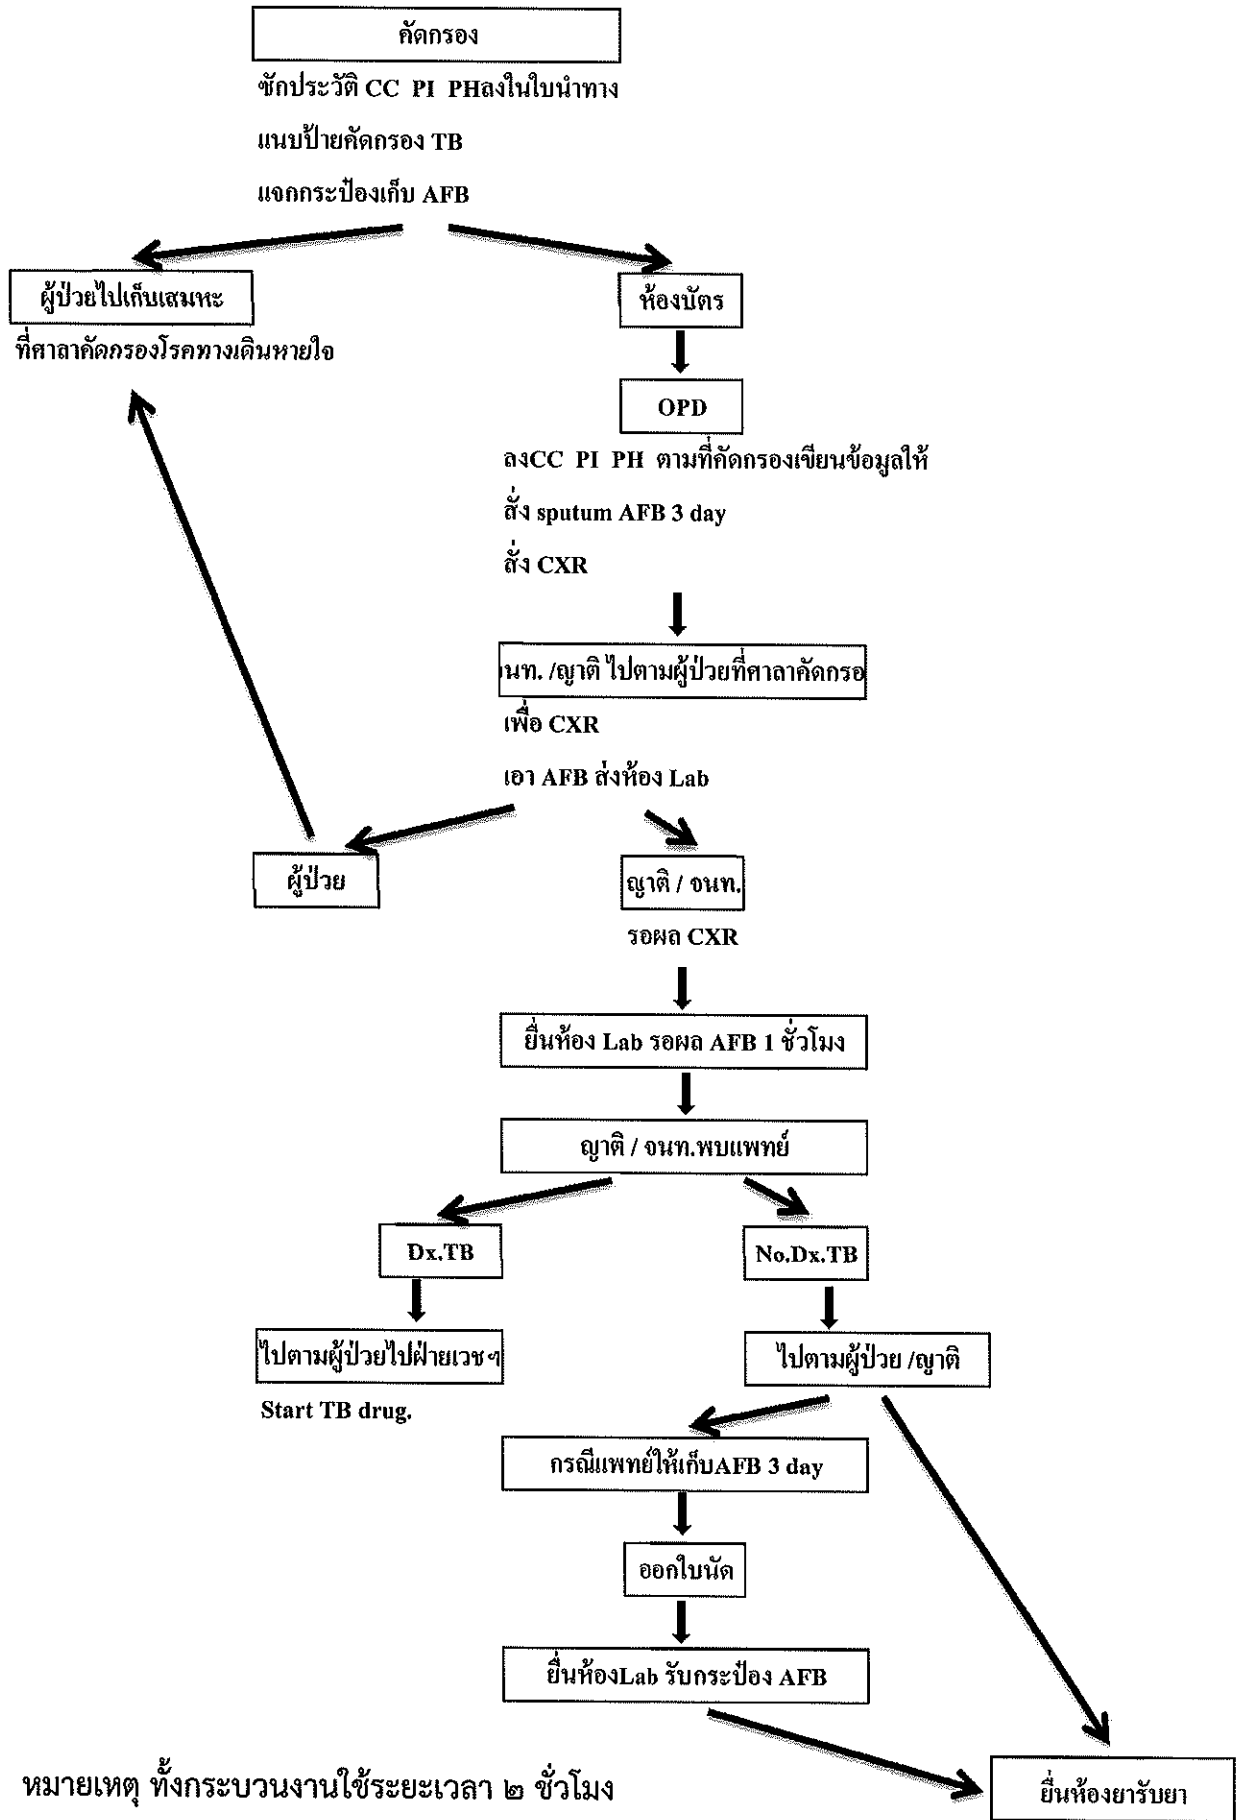 คัดกรอง
ซักประวัติ CC PI PHลงในใบนำทาง
แนบป้ายคัดกรอง TB
แจกกระป๋องเก็บ AFB
ผู้ป่วยไปเก็บเสมหะ
ที่ศาลาคัดกรองโรคทางเดินหายใจ
ห้องบัตร
OPD
ลงCC PI PH ตามที่คัดกรองเขียนข้อมูลให้
สั่ง sputum AFB 3 day
สั่ง CXR
นท. /ญาติ ไปตามผู้ป่วยที่ศาลาคัดกรอ
เพื่อ CXR
เอา AFB ส่งห้อง Lab
ผู้ป่วย
ญาติ / จนท.
รอผล CXR
ยื่นห้อง Lab รอผล AFB 1 ชั่วโมง
ญาติ / จนท.พบแพทย์
Dx.TB
No.Dx.TB
ไปตามผู้ป่วยไปฝ่ายเวชฯ
Start TB drug.
ไปตามผู้ป่วย /ญาติ
กรณีแพทย์ให้เก็บAFB 3 day
ออกใบนัด
ยื่นห้องLab รับกระป๋อง AFB
ยื่นห้องยารับยา
หมายเหตุ ทั้งกระบวนงานใช้ระยะเวลา ๒ ชั่วโมง